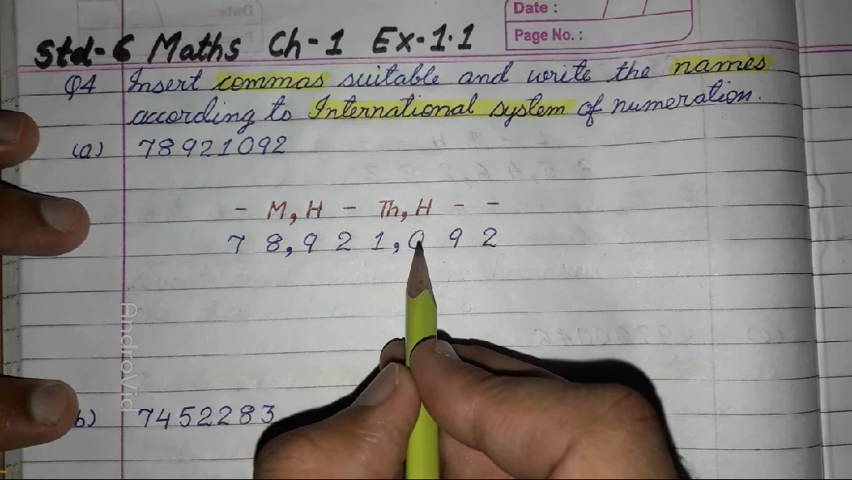 Date :
Page No. :
Std-6 Maths Ch-1 Ex-1.1
Q4 Insert commas suitable and write the names
according to International system of numeration.
(a) 78921092
- M, H - Th, H - -
7 8, 9 2 1, 0 9 2
AndroVid
b) 7452283